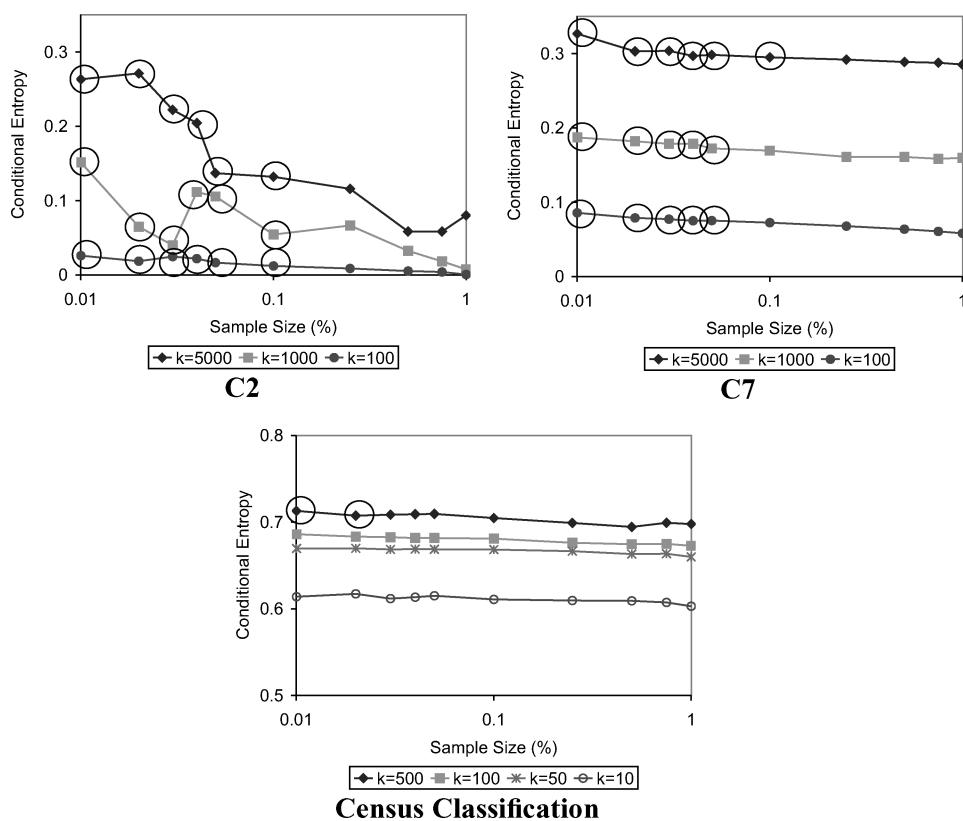 0.3
0.2
0.1
0
Conditional Entropy
0.01 0.1 1
Sample Size (%)
k=5000 k=1000 k=100
C2
0.3
0.2
0.1
0
Conditional Entropy
0.01 0.1 1
Sample Size (%)
k=5000 k=1000 k=100
C7
0.8
0.7
0.6
0.5
Conditional Entropy
0.01 0.1 1
Sample Size (%)
k=500 k=100 k=50 k=10
Census Classification